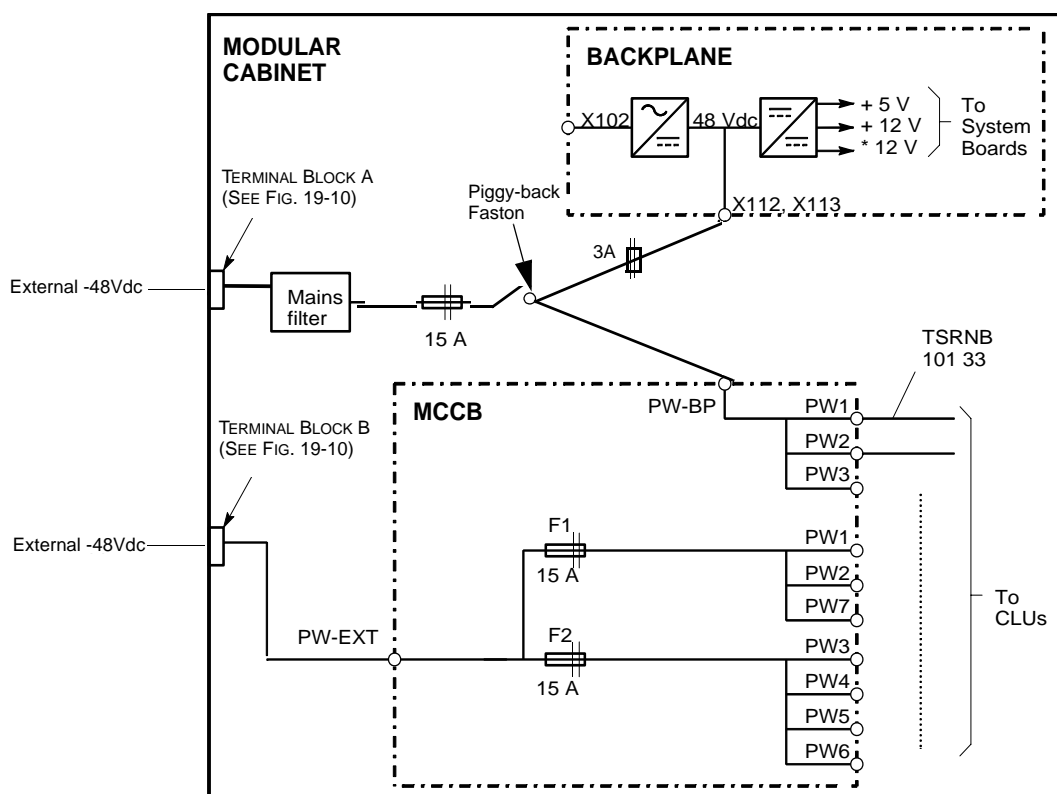 MODULAR
CABINET
BACKPLANE
X102
48 Vdc
+ 5 V
+ 12 V
* 12 V
To
System
Boards
X112, X113
TERMINAL BLOCK A
(SEE FIG. 19-10)
Piggy-back
Faston
3A
External -48Vdc
Mains
filter
15 A
TSRNB
101 33
MCCB
PW-BP
PW1
PW2
PW3
TERMINAL BLOCK B
(SEE FIG. 19-10)
External -48Vdc
F1
15 A
PW1
PW2
PW7
PW-EXT
F2
15 A
PW3
PW4
PW5
PW6
To
CLUs